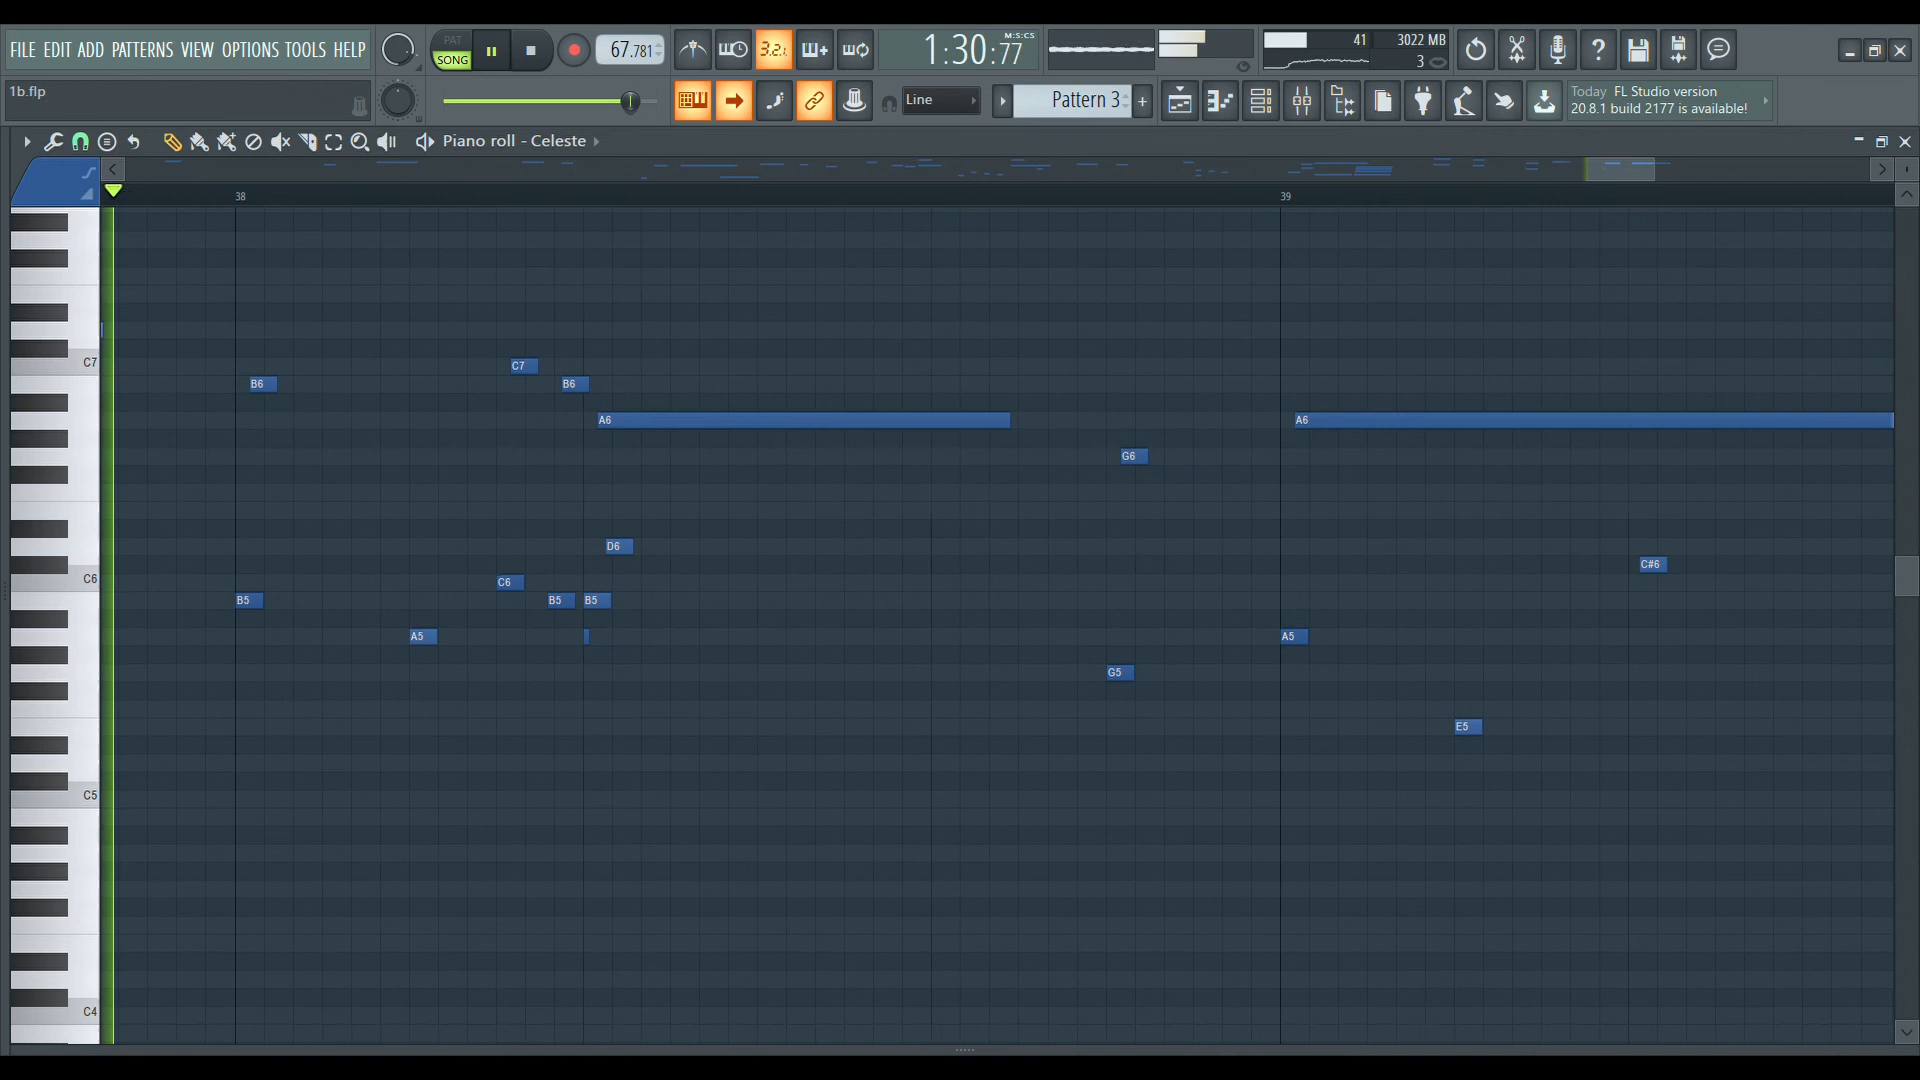 FILE EDIT ADD PATTERNS VIEW OPTIONS TOOLS HELP
PAT
SONG
67.781
3.2.
1:30:77
M:S:CS
41
3022 MB
3
1b.flp
Line
Pattern 3
Today FL Studio version
20.8.1 build 2177 is available!
Piano roll - Celeste
38
39
C7
C7
B6
B6
A6
A6
G6
D6
C#6
C6
C6
B5
B5
B5
A5
A5
G5
E5
C5
C4